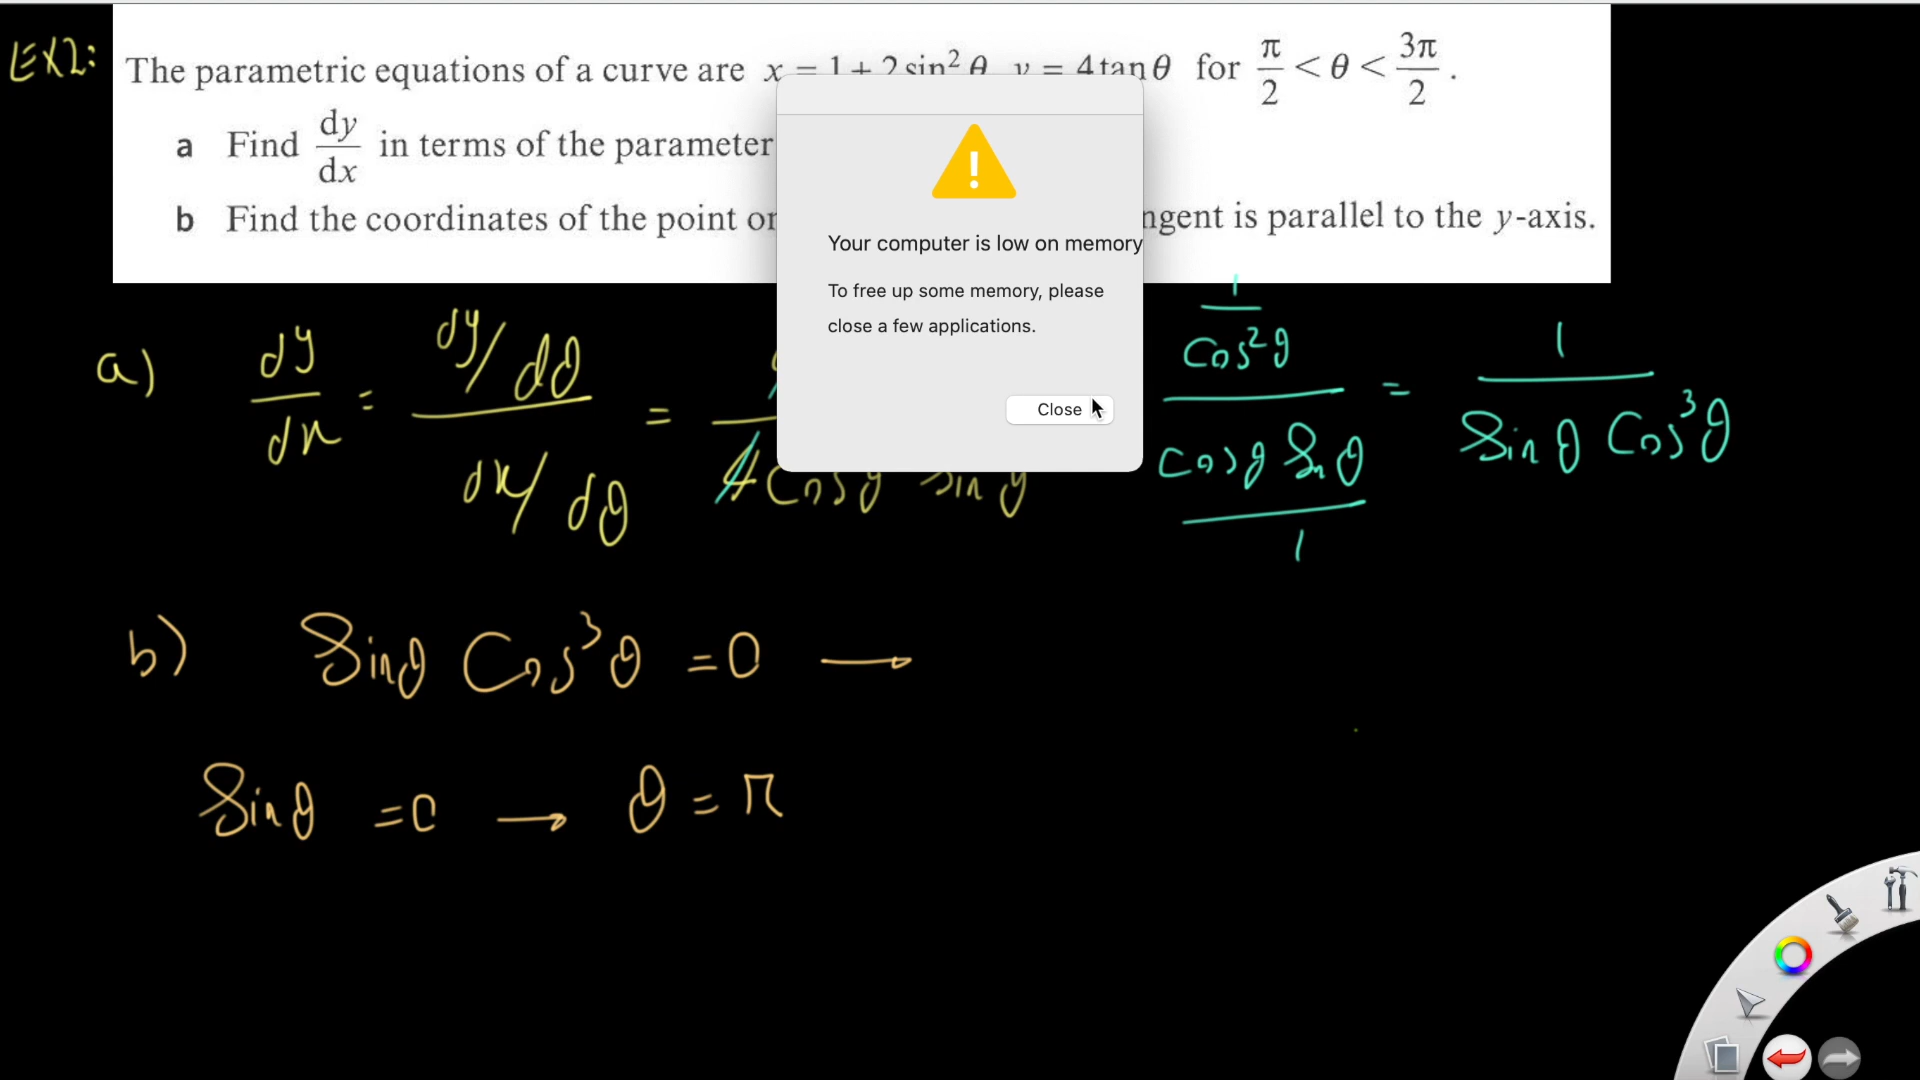 EX2: The parametric equations of a curve are x = 1 + 2 sin² θ, y = 4 tan θ for π/2 < θ < 3π/2.
a Find dy/dx in terms of the parameter
b Find the coordinates of the point ngent is parallel to the y-axis.
Your computer is low on memory
To free up some memory, please
close a few applications.
Close
a) dy/dx = dy/dθ / dx/dθ = / 4 Cosθ sinθ 1/Cos²θ / Cosθ Sinθ/1 = 1 / Sinθ Cos³θ
b) Sinθ Cos³θ = 0 →
Sinθ = 0 → θ = π